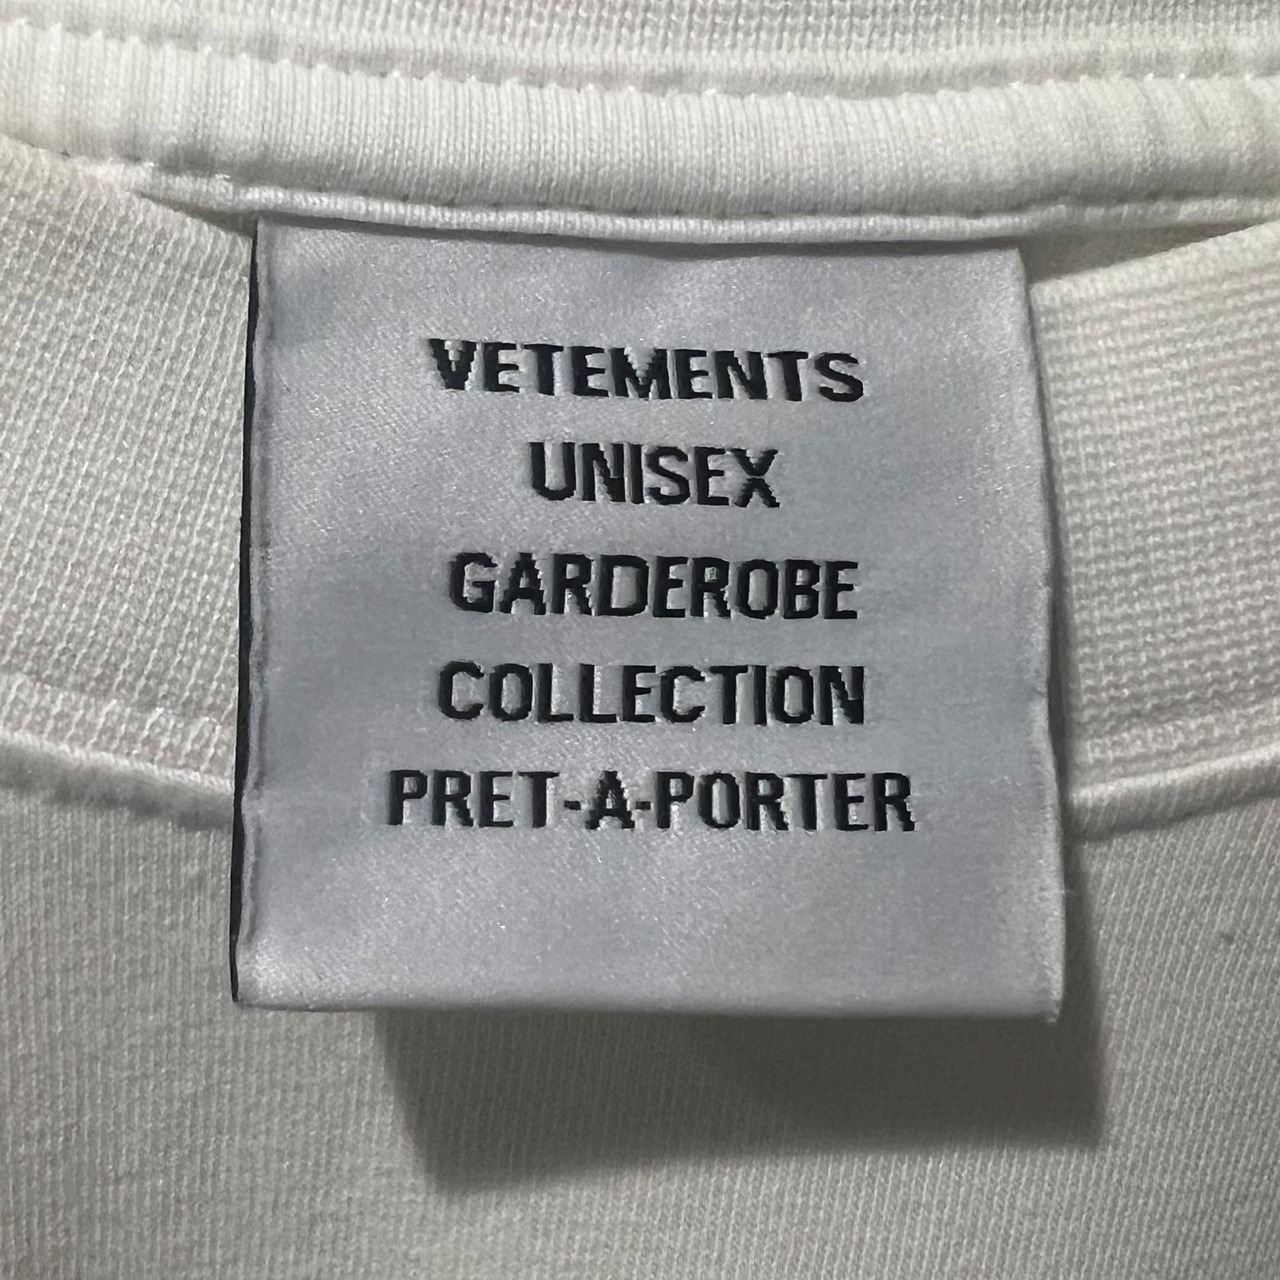 VETEMENTS
UNISEX
GARDEROBE
COLLECTION
PRET-A-PORTER